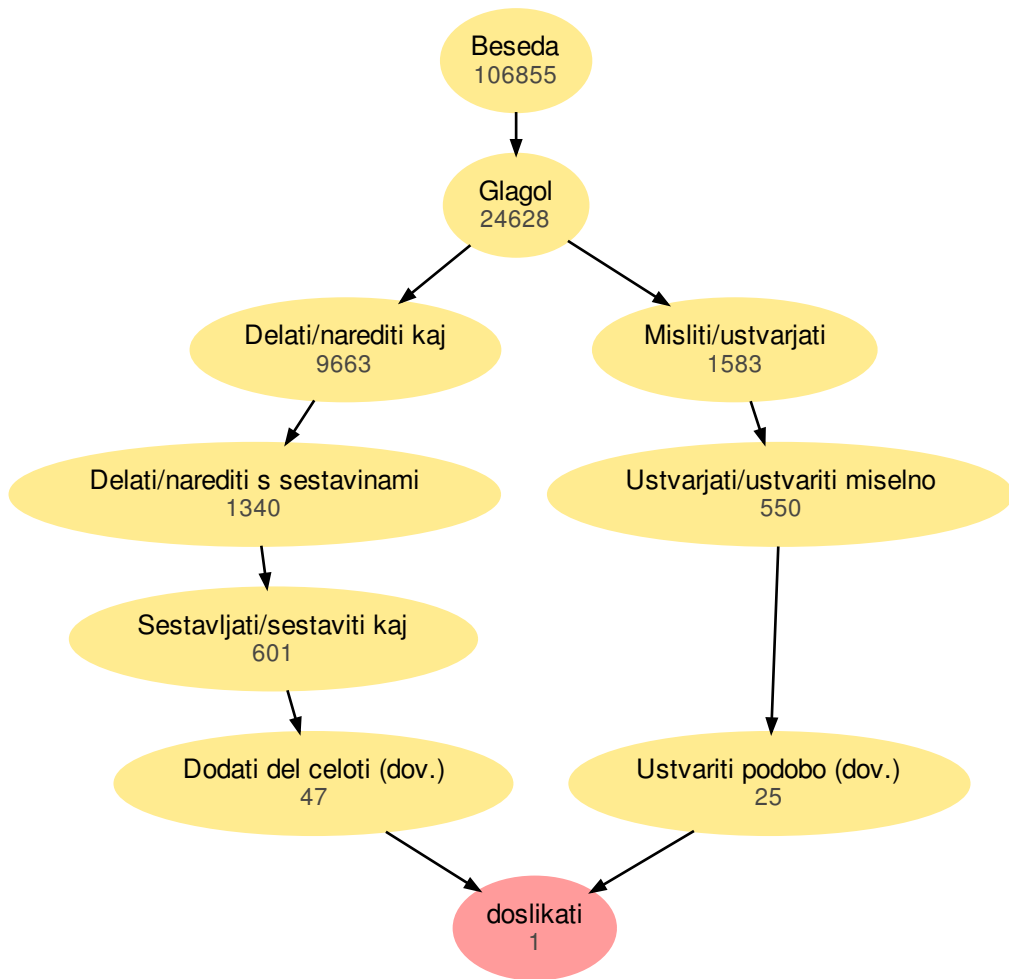 Beseda
106855
Glagol
24628
Delati/narediti kaj
9663
Misliti/ustvarjati
1583
Delati/narediti s sestavinami
1340
Ustvarjati/ustvariti miselno
550
Sestavljati/sestaviti kaj
601
Dodati del celoti (dov.)
47
Ustvariti podobo (dov.)
25
doslikati
1